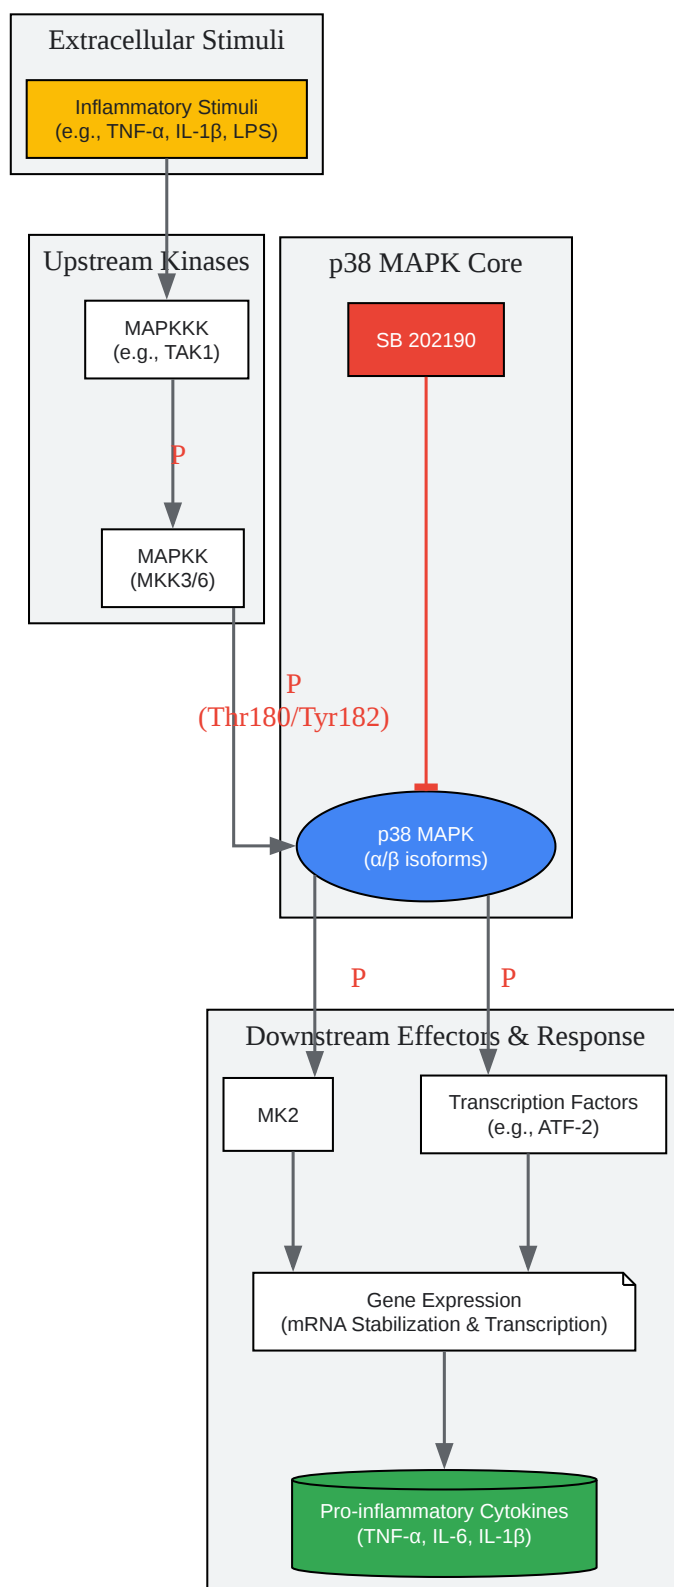 Extracellular Stimuli
Inflammatory Stimuli
(e.g., TNF-α, IL-1β, LPS)
Upstream Kinases
MAPKKK
(e.g., TAK1)
P
MAPKK
(MKK3/6)
p38 MAPK Core
SB 202190
P
(Thr180/Tyr182)
p38 MAPK
(α/β isoforms)
P
P
Downstream Effectors & Response
MK2
Transcription Factors
(e.g., ATF-2)
Gene Expression
(mRNA Stabilization & Transcription)
Pro-inflammatory Cytokines
(TNF-α, IL-6, IL-1β)